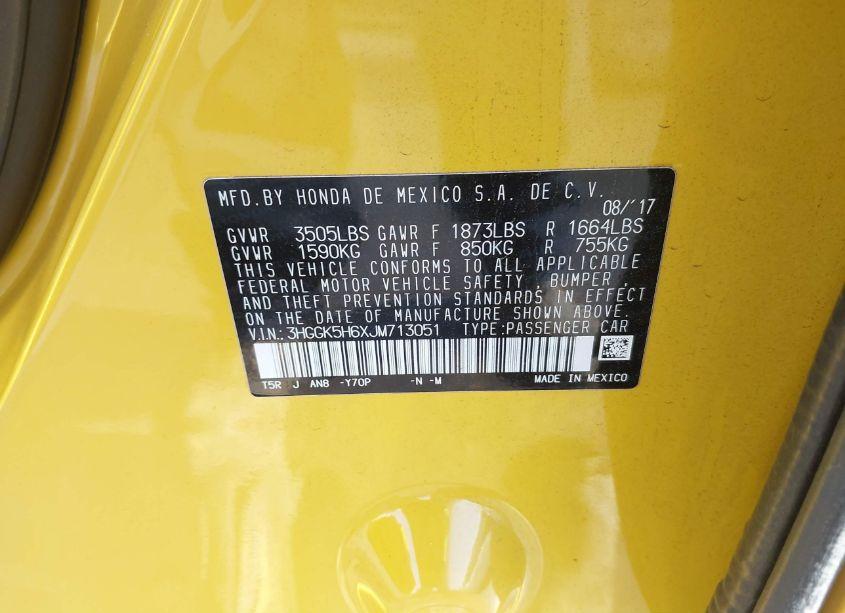 MFD.BY HONDA DE MEXICO S.A. DE C.V.
08/'17
GVWR 3505LBS GAWR F 1873LBS R 1664LBS
GVWR 1590KG GAWR F 850KG R 755KG
THIS VEHICLE CONFORMS TO ALL APPLICABLE
FEDERAL MOTOR VEHICLE SAFETY , BUMPER ,
AND THEFT PREVENTION STANDARDS IN EFFECT
ON THE DATE OF MANUFACTURE SHOWN ABOVE.
V.I.N.:3HGGK5H6XJM713051 TYPE:PASSENGER CAR
T5R J AN8 -Y70P -N -M MADE IN MEXICO